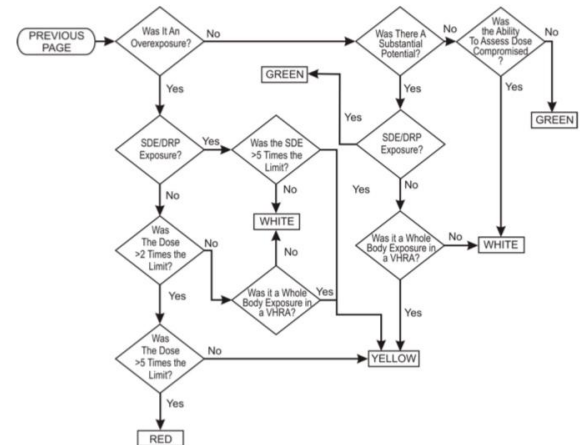 PREVIOUS
PAGE
Was It An
Overexposure?
No
Was There A
Substantial
Potential?
No
Was
the Ability
To Assess Dose
Compromised
?
No
Yes
GREEN
Yes
Yes
Yes
GREEN
SDE/DRP
Exposure?
Yes
Was the SDE
>5 Times the
Limit?
SDE/DRP
Exposure?
No
No
Yes
No
WHITE
Was
The Dose
>2 Times the
Limit?
No
No
Was it a Whole
Body Exposure in
a VHRA?
No
WHITE
Yes
Was it a Whole
Body Exposure in
a VHRA?
Yes
Yes
Was
The Dose
>5 Times the
Limit?
No
YELLOW
Yes
RED